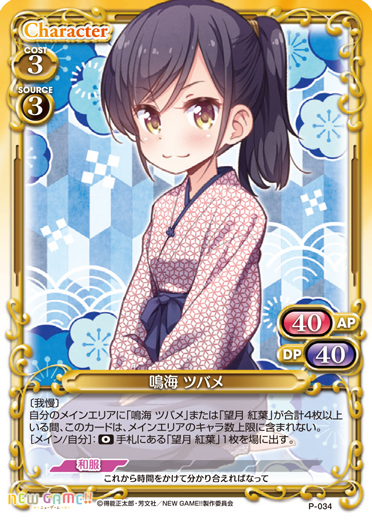 Character
COST
3
SOURCE
3
40 AP
DP 40
鳴海 ツバメ
〔我慢〕
自分のメインエリアに「鳴海 ツバメ」または「望月 紅葉」が合計4枚以上
いる間、このカードは、メインエリアのキャラ数上限に含まれない。
[メイン/自分]: 手札にある「望月 紅葉」1枚を場に出す。
和服
これから時間をかけて分かり合えればなって
NEW GAME!!
©得能正太郎・芳文社/NEW GAME!!製作委員会
P-034